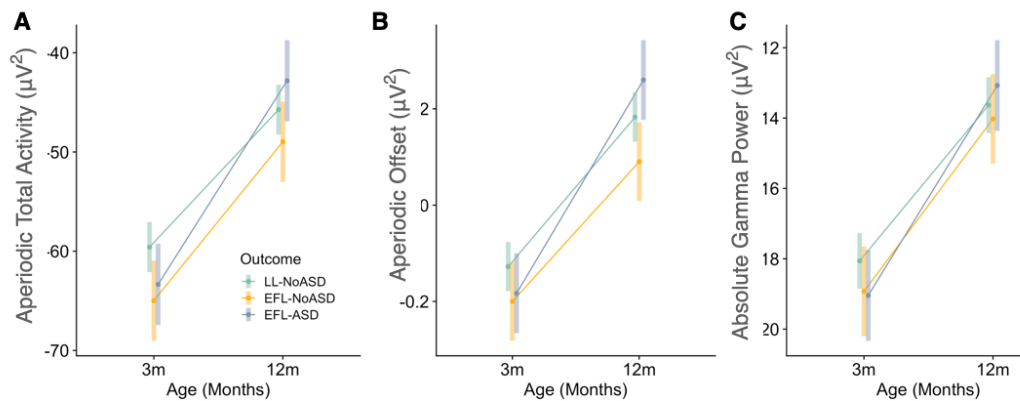 A
Aperiodic Total Activity (μV²)
-40
-50
-60
-70
3m
12m
Age (Months)
Outcome
LL-NoASD
EFL-NoASD
EFL-ASD
B
Aperiodic Offset (μV²)
2
0
-0.2
3m
12m
Age (Months)
C
Absolute Gamma Power (μV²)
12
14
16
18
20
3m
12m
Age (Months)